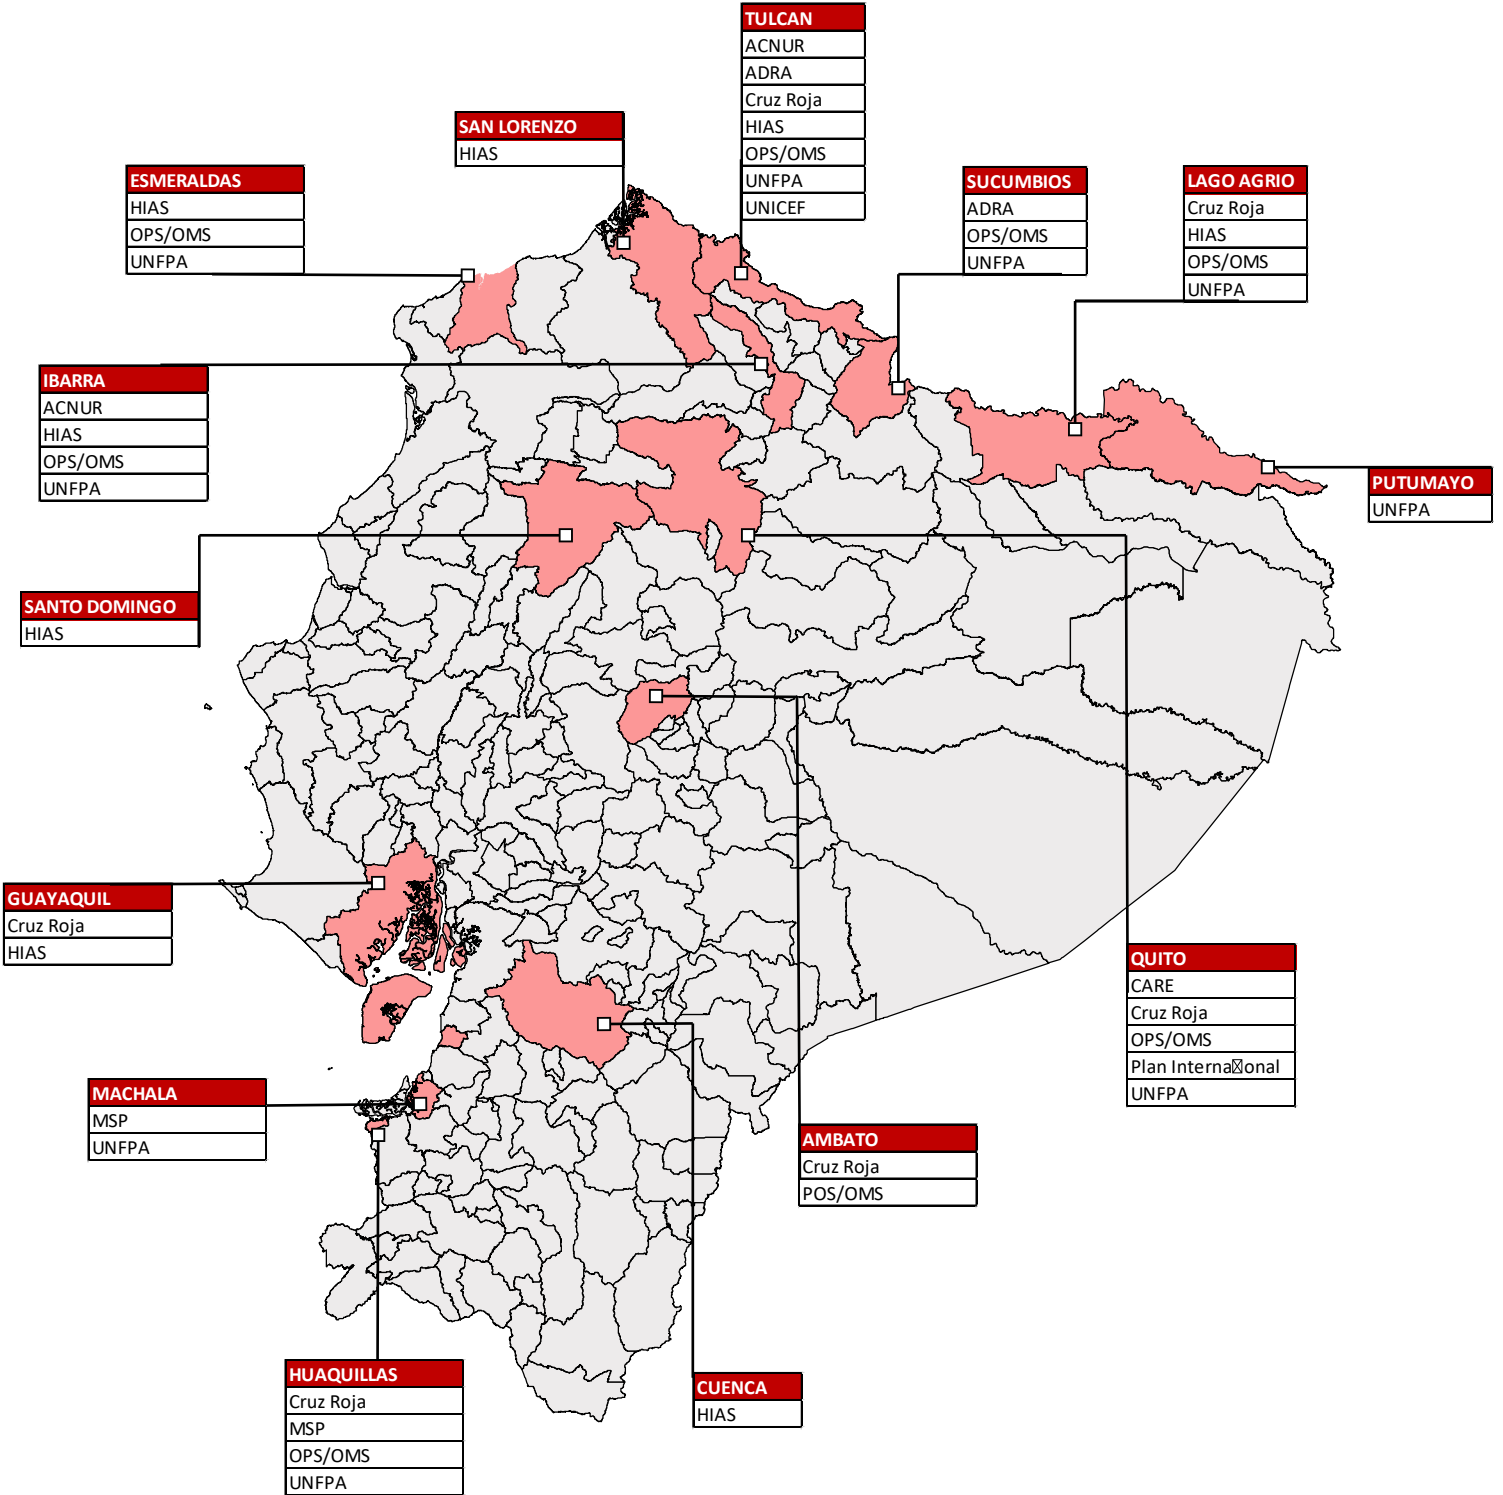 TULCAN
ACNUR
ADRA
Cruz Roja
HIAS
OPS/OMS
UNFPA
UNICEF
SAN LORENZO
HIAS
ESMERALDAS
HIAS
OPS/OMS
UNFPA
SUCUMBIOS
ADRA
OPS/OMS
UNFPA
LAGO AGRIO
Cruz Roja
HIAS
OPS/OMS
UNFPA
IBARRA
ACNUR
HIAS
OPS/OMS
UNFPA
PUTUMAYO
UNFPA
SANTO DOMINGO
HIAS
GUAYAQUIL
Cruz Roja
HIAS
QUITO
CARE
Cruz Roja
OPS/OMS
Plan Interna☒onal
UNFPA
MACHALA
MSP
UNFPA
AMBATO
Cruz Roja
POS/OMS
HUAQUILLAS
Cruz Roja
MSP
OPS/OMS
UNFPA
CUENCA
HIAS